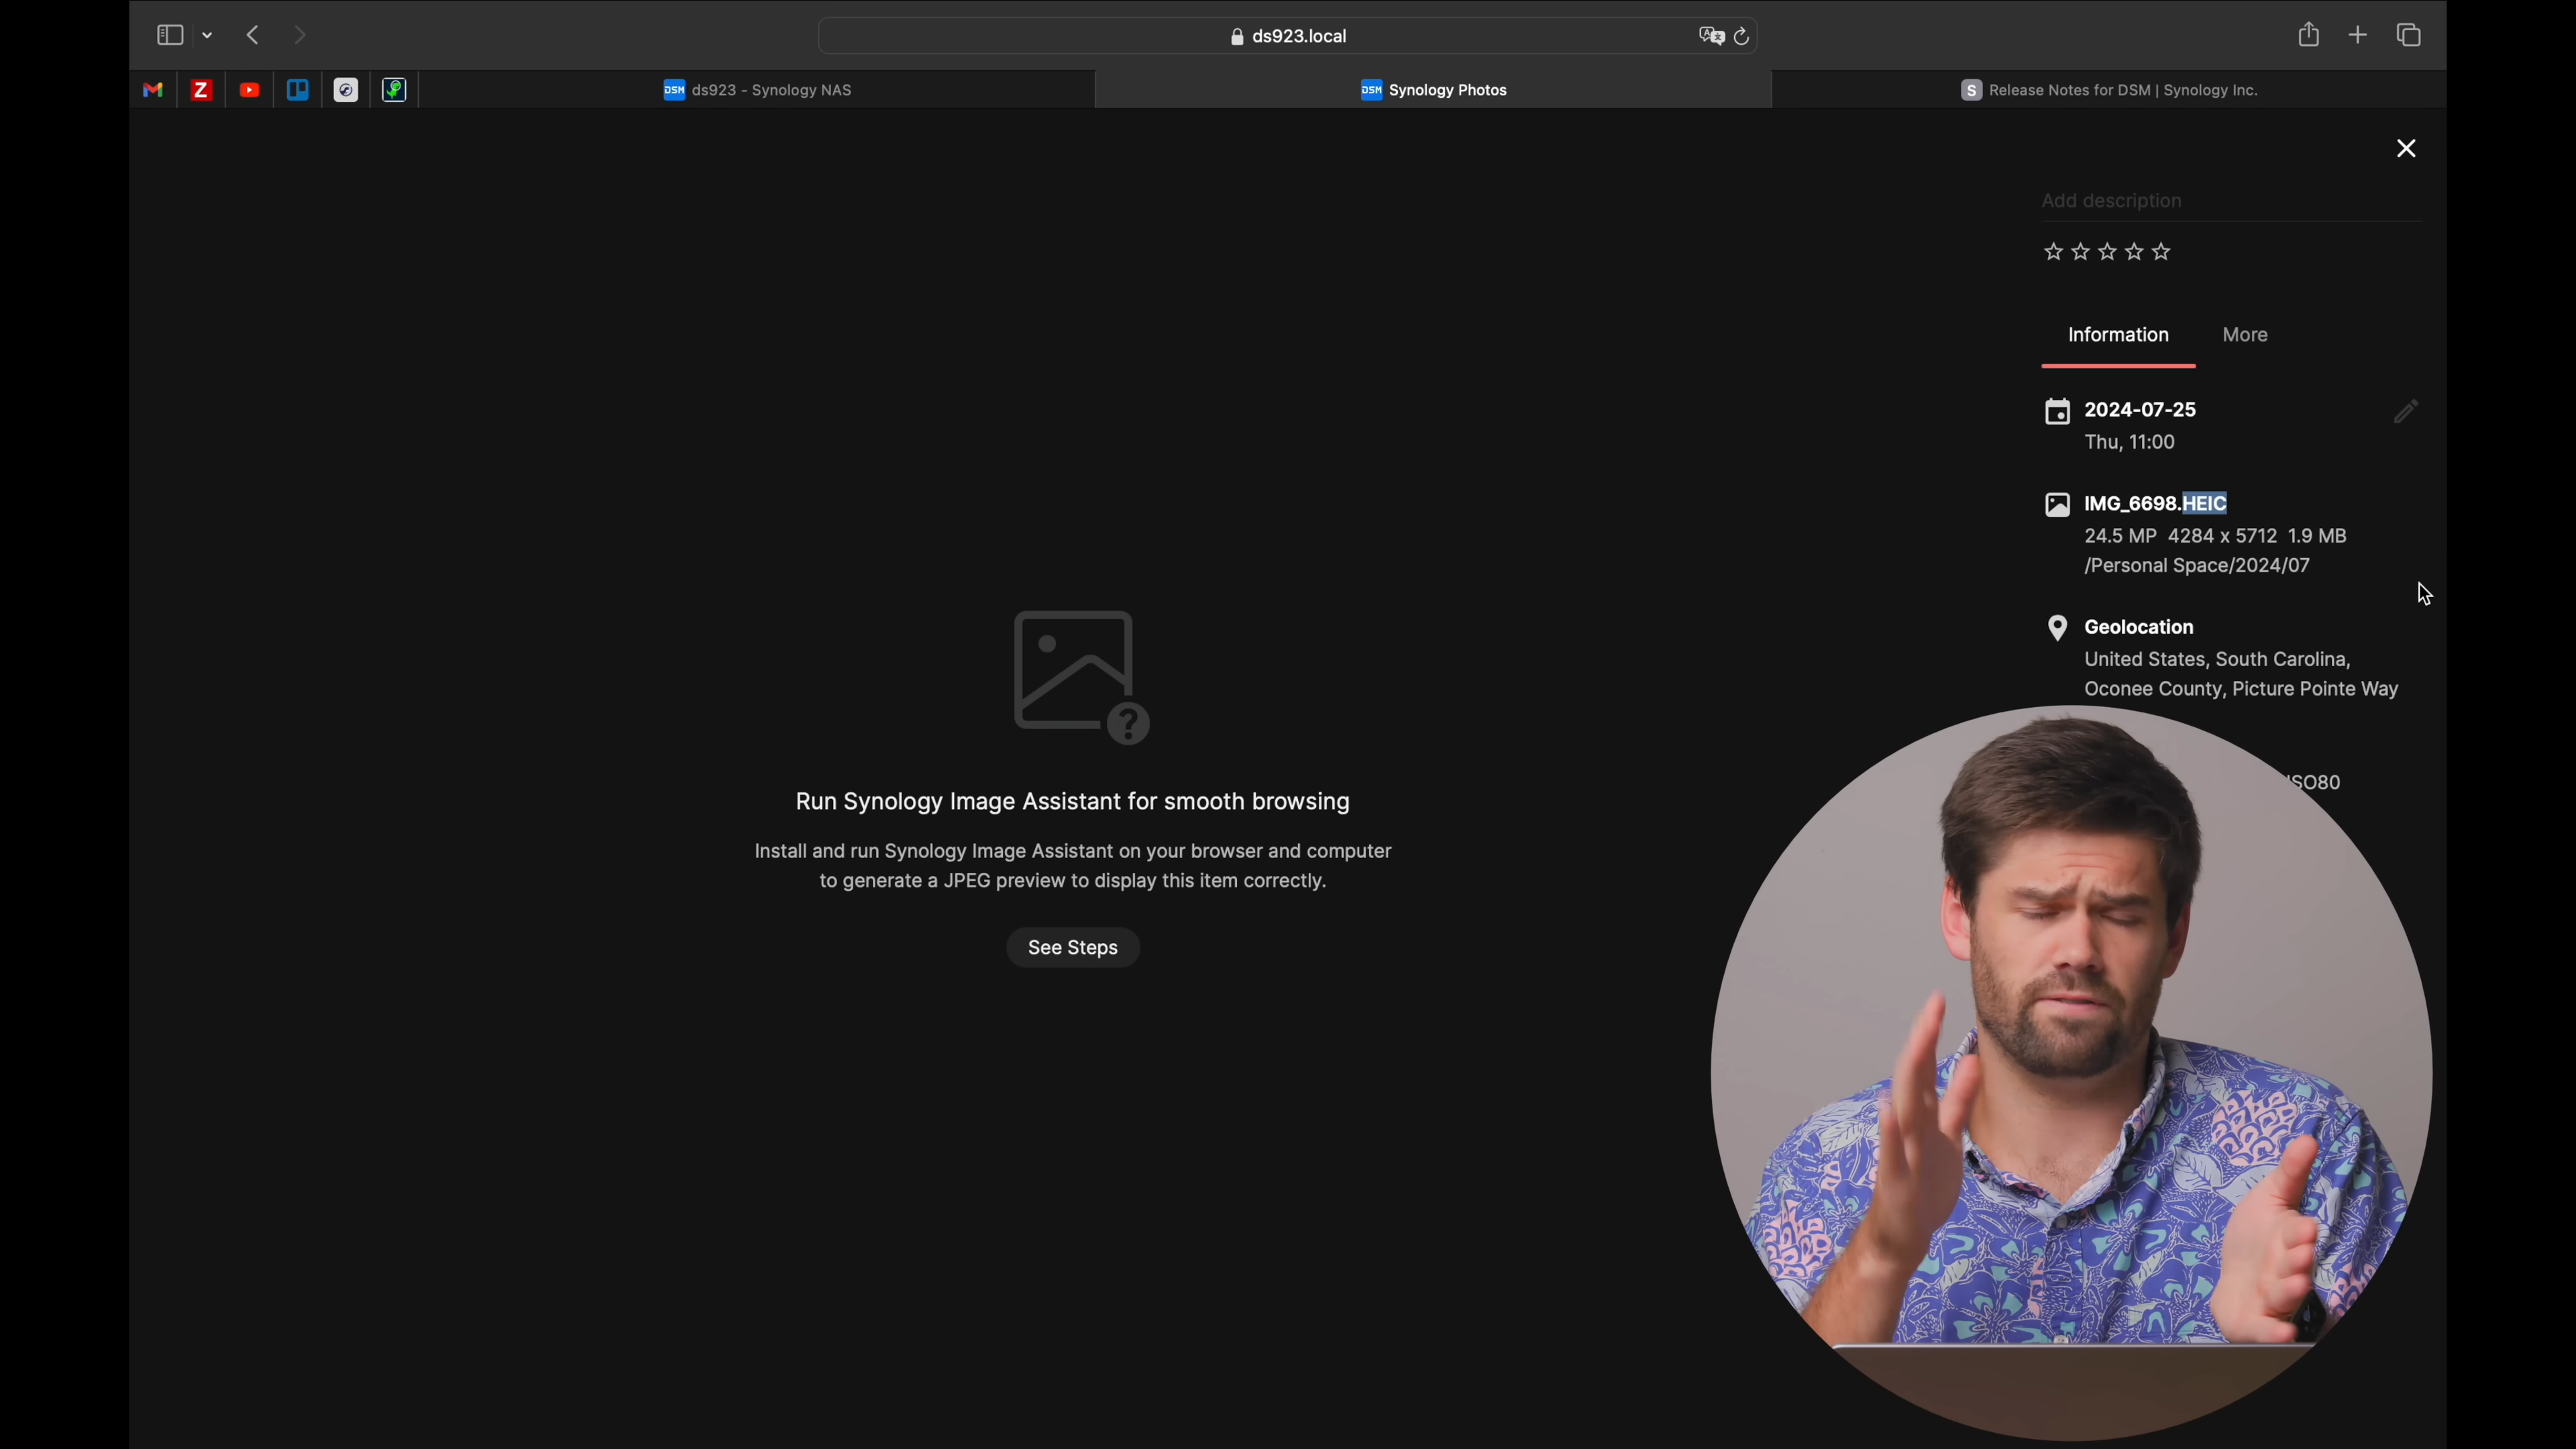 ds923.local
Z
DSM ds923 - Synology NAS
DSM Synology Photos
S Release Notes for DSM | Synology Inc.
Add description
Information More
2024-07-25
Thu, 11:00
IMG_6698.HEIC
24.5 MP 4284 x 5712 1.9 MB
/Personal Space/2024/07
Geolocation
United States, South Carolina,
Oconee County, Picture Pointe Way
ISO80
?
Run Synology Image Assistant for smooth browsing
Install and run Synology Image Assistant on your browser and computer
to generate a JPEG preview to display this item correctly.
See Steps